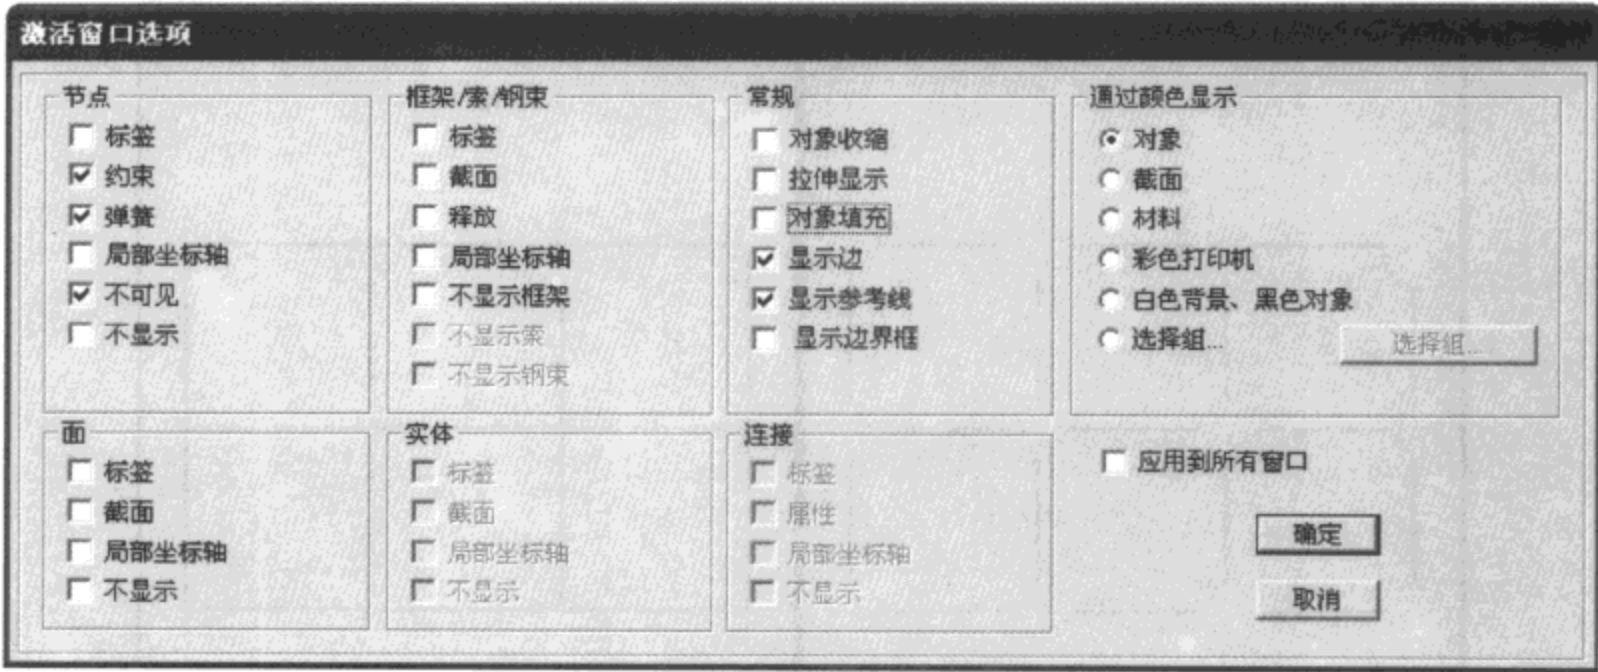 激活窗口选项
节点
标签
约束
弹簧
局部坐标轴
不可见
不显示
框架/索/钢束
标签
截面
释放
局部坐标轴
不显示框架
不显示索
不显示钢束
常规
对象收缩
拉伸显示
对象填充
显示边
显示参考线
显示边界框
通过颜色显示
对象
截面
材料
彩色打印机
白色背景、黑色对象
选择组...
选择组...
面
标签
截面
局部坐标轴
不显示
实体
标签
截面
局部坐标轴
不显示
连接
标签
属性
局部坐标轴
不显示
应用到所有窗口
确定
取消